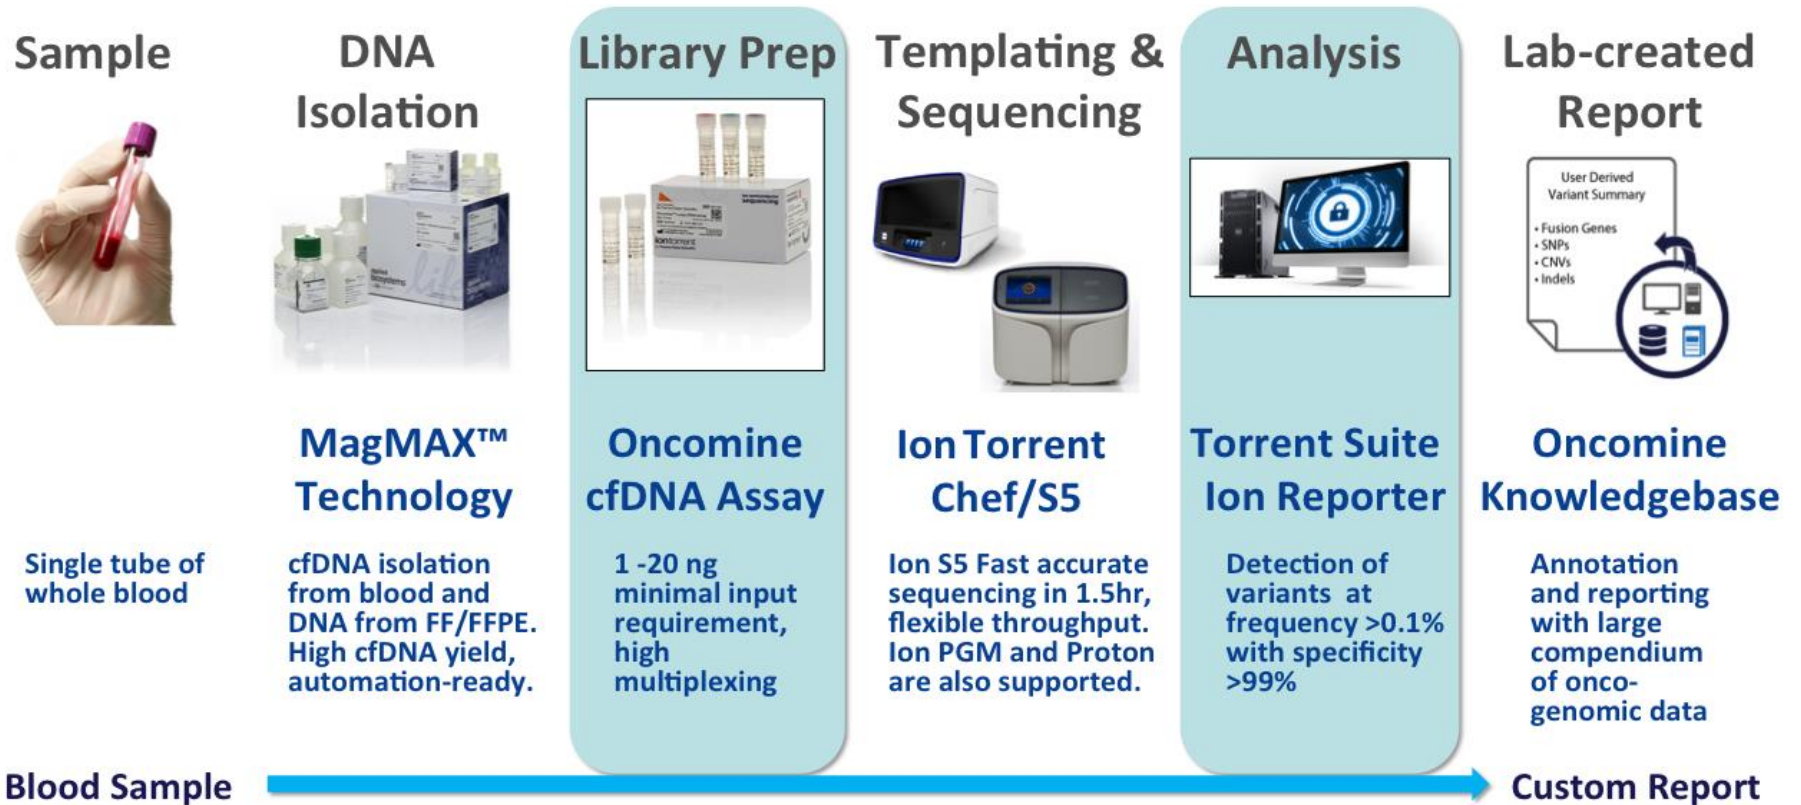 Sample
DNA
Isolation
Library Prep
Templating &
Sequencing
Analysis
Lab-created
Report
sequencing
iontorrent
applied
biosystems
User Derived
Variant Summary
• Fusion Genes
• SNPs
• CNVs
• Indels
MagMAX™
Technology
Oncomine
cfDNA Assay
Ion Torrent
Chef/S5
Torrent Suite
Ion Reporter
Oncomine
Knowledgebase
Single tube of
whole blood
cfDNA isolation
from blood and
DNA from FF/FFPE.
High cfDNA yield,
automation-ready.
1 -20 ng
minimal input
requirement,
high
multiplexing
Ion S5 Fast accurate
sequencing in 1.5hr,
flexible throughput.
Ion PGM and Proton
are also supported.
Detection of
variants at
frequency >0.1%
with specificity
>99%
Annotation
and reporting
with large
compendium
of onco-
genomic data
Blood Sample
Custom Report